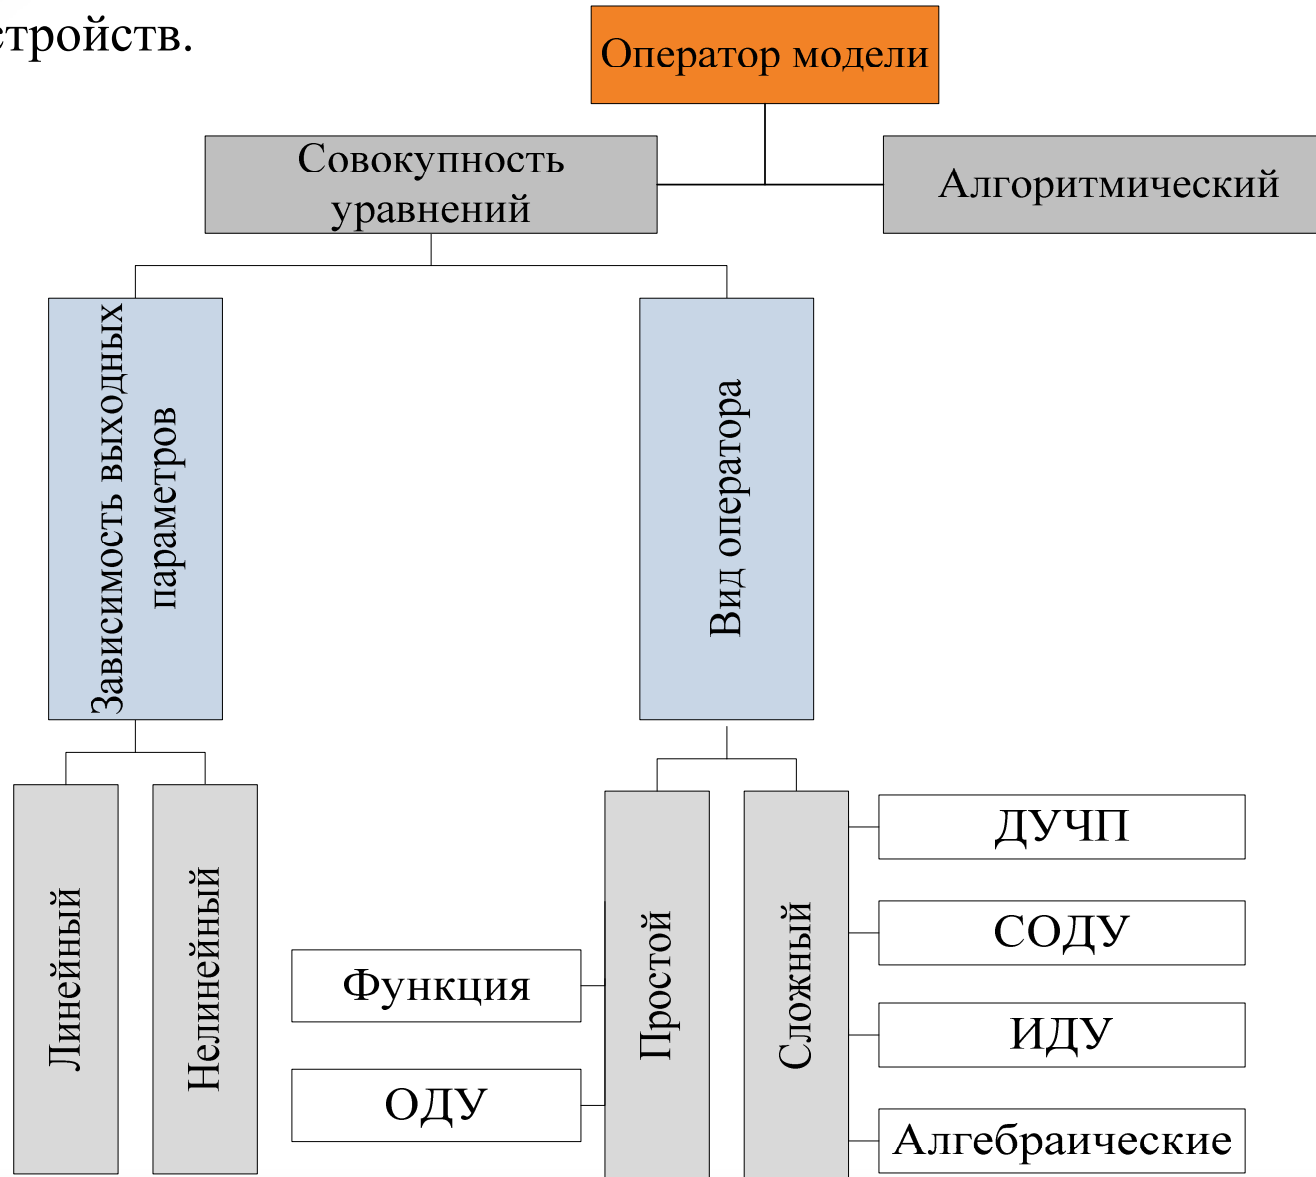 стройств.
Оператор модели
Совокупность
уравнений
Алгоритмический
Зависимость выходных
параметров
Вид оператора
Линейный
Нелинейный
Функция
ОДУ
Простой
Сложный
ДУЧП
СОДУ
ИДУ
Алгебраические